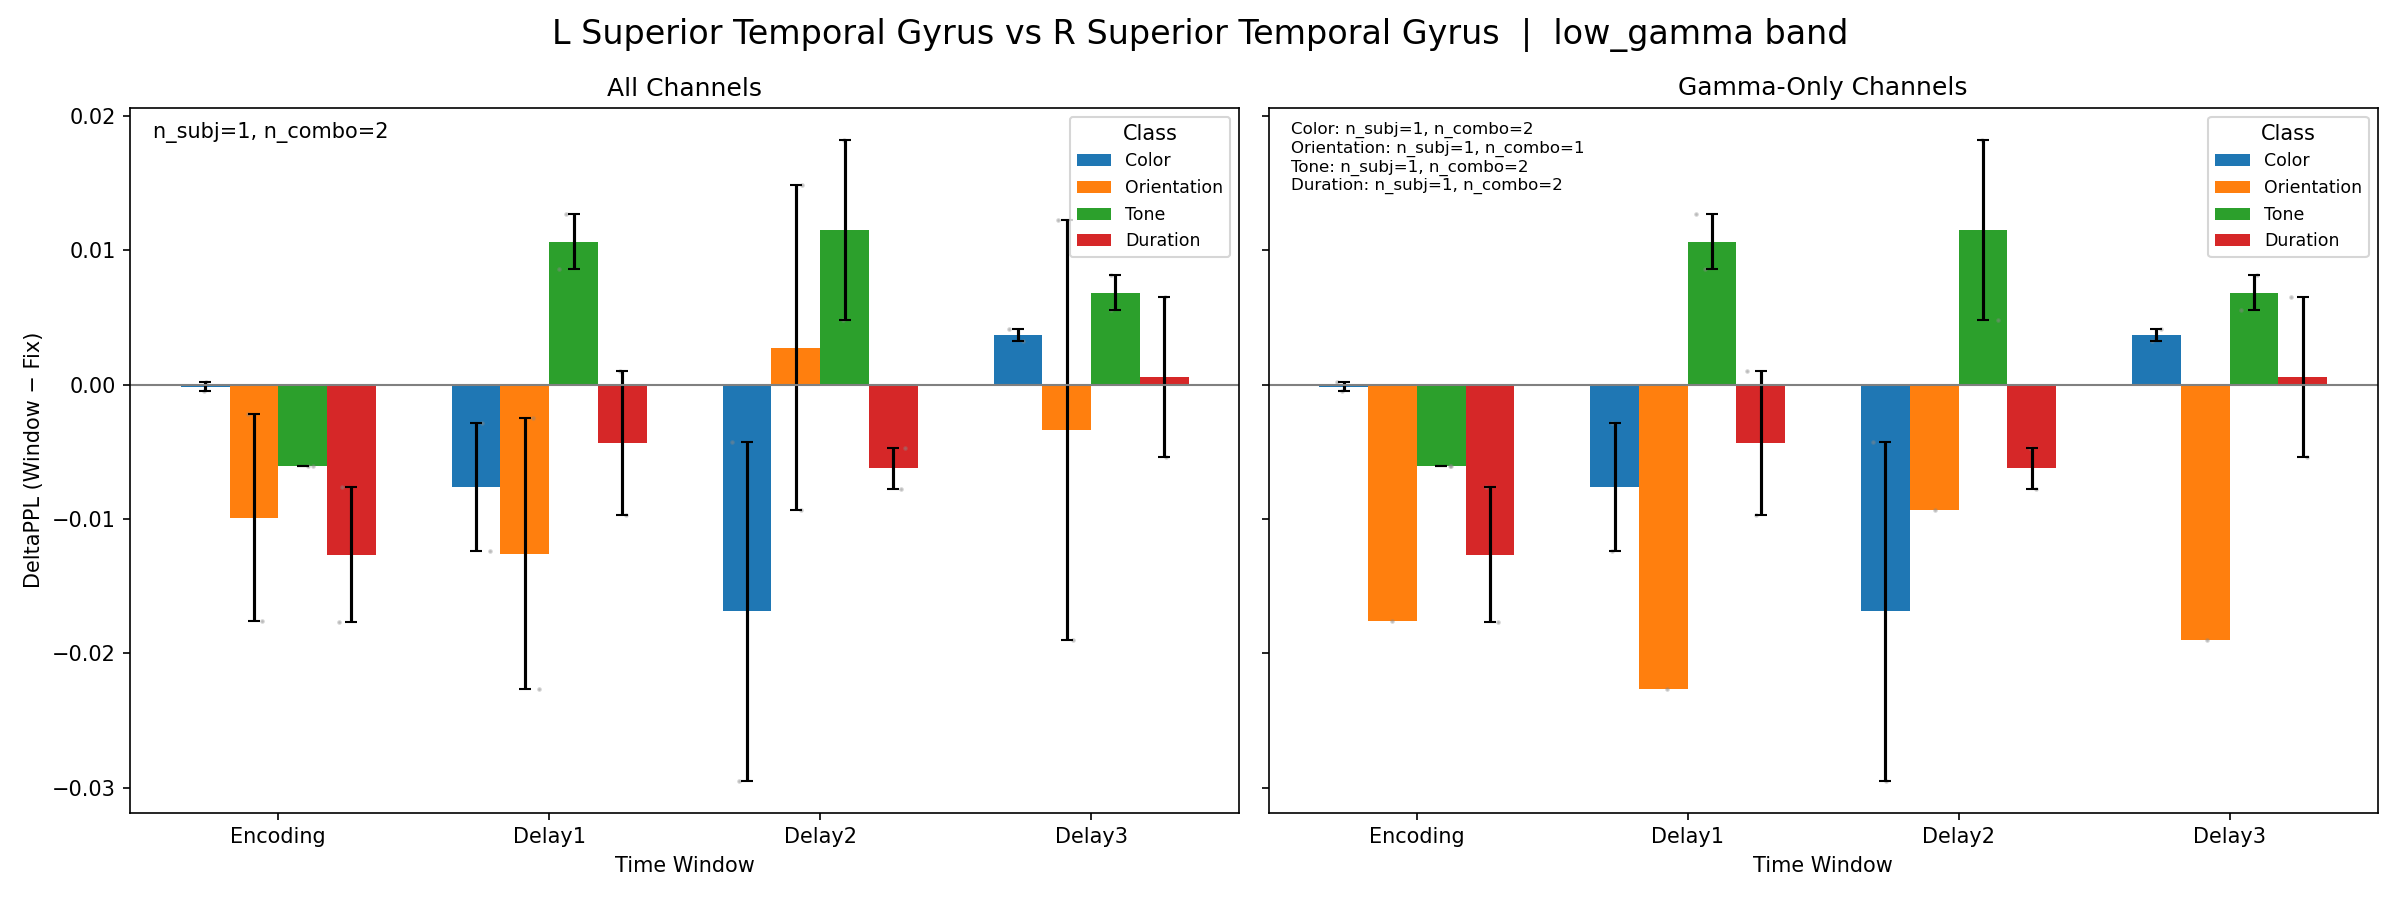 L Superior Temporal Gyrus vs R Superior Temporal Gyrus | low_gamma band
All Channels
n_subj=1, n_combo=2
Class
Color
Orientation
Tone
Duration
0.02
0.01
0.00
−0.01
−0.02
−0.03
DeltaPPL (Window − Fix)
Encoding
Delay1
Delay2
Delay3
Time Window
Gamma-Only Channels
Color: n_subj=1, n_combo=2
Orientation: n_subj=1, n_combo=1
Tone: n_subj=1, n_combo=2
Duration: n_subj=1, n_combo=2
Class
Color
Orientation
Tone
Duration
Encoding
Delay1
Delay2
Delay3
Time Window